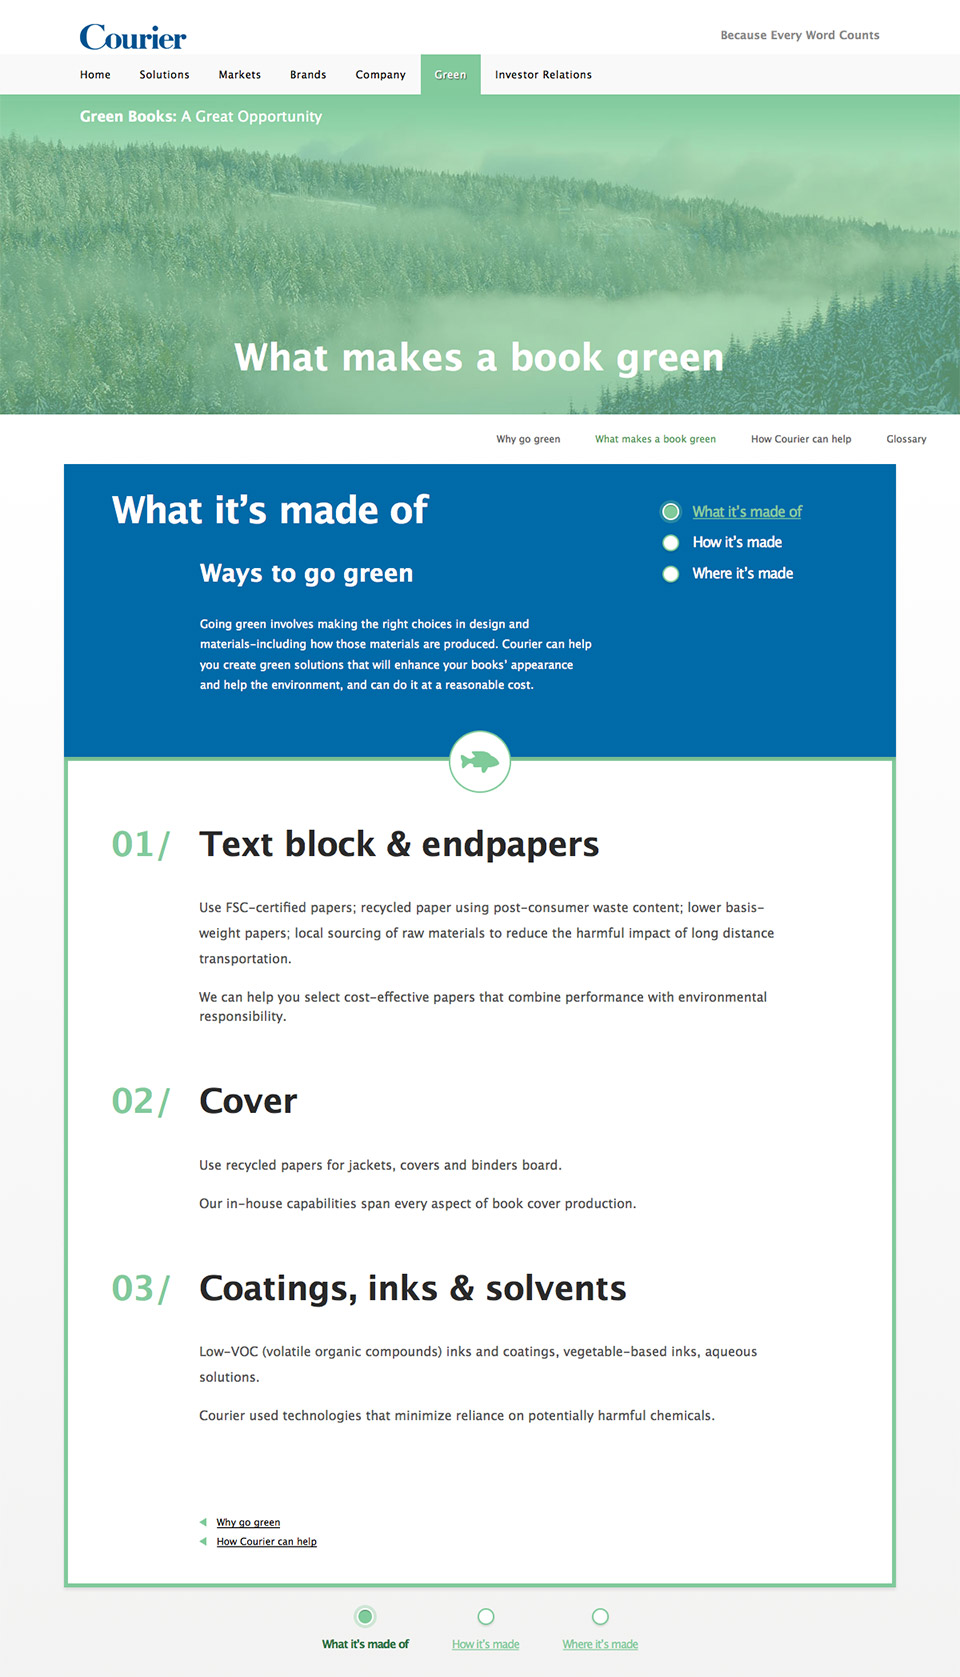 Courier
Because Every Word Counts
Home Solutions Markets Brands Company Green Investor Relations
Green Books: A Great Opportunity
What makes a book green
Why go green What makes a book green How Courier can help Glossary
What it's made of
What it's made of
How it's made
Where it's made
Ways to go green
Going green involves making the right choices in design and
materials–including how those materials are produced. Courier can help
you create green solutions that will enhance your books' appearance
and help the environment, and can do it at a reasonable cost.
01/ Text block & endpapers
Use FSC-certified papers; recycled paper using post-consumer waste content; lower basis-
weight papers; local sourcing of raw materials to reduce the harmful impact of long distance
transportation.
We can help you select cost-effective papers that combine performance with environmental
responsibility.
02/ Cover
Use recycled papers for jackets, covers and binders board.
Our in-house capabilities span every aspect of book cover production.
03/ Coatings, inks & solvents
Low-VOC (volatile organic compounds) inks and coatings, vegetable-based inks, aqueous
solutions.
Courier used technologies that minimize reliance on potentially harmful chemicals.
Why go green
How Courier can help
What it's made of How it's made Where it's made